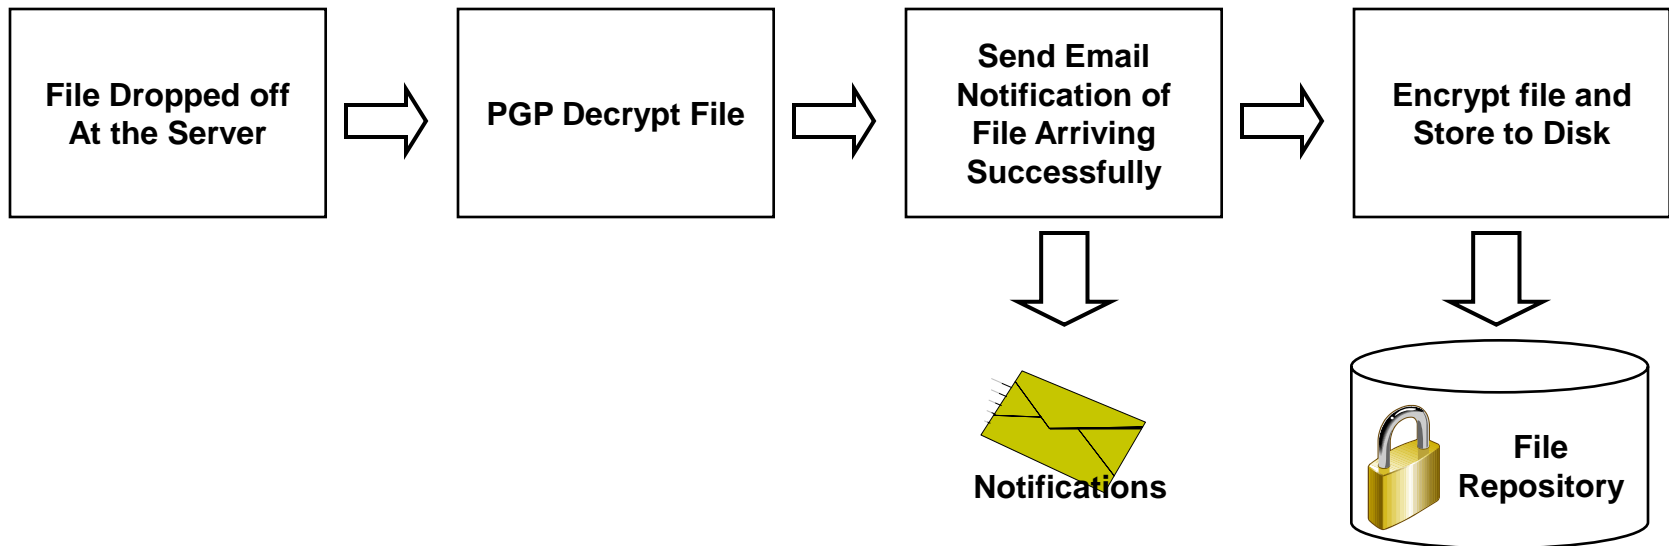 File Dropped off
At the Server
PGP Decrypt File
Send Email
Notification of
File Arriving
Successfully
Encrypt file and
Store to Disk
Notifications
File
Repository